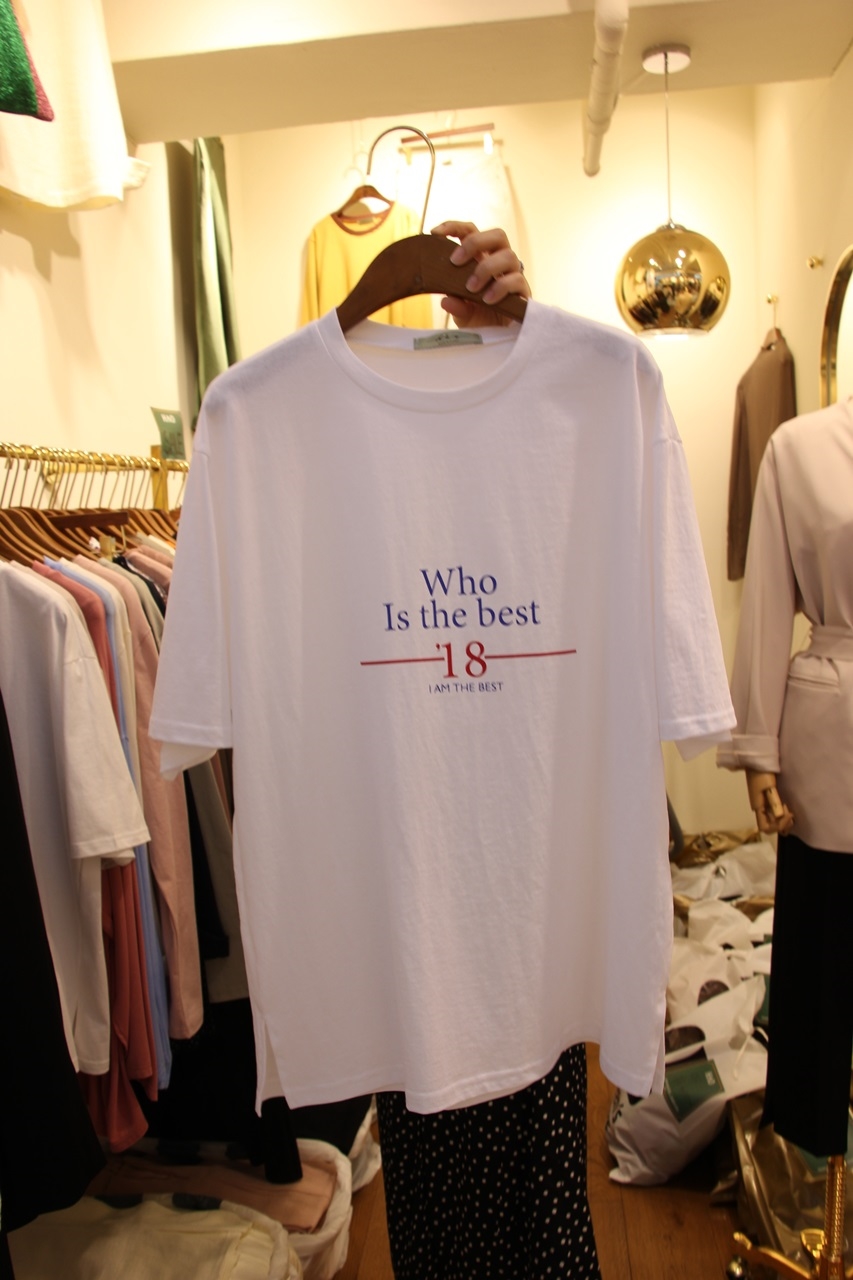 Who
Is the best
'18
I AM THE BEST